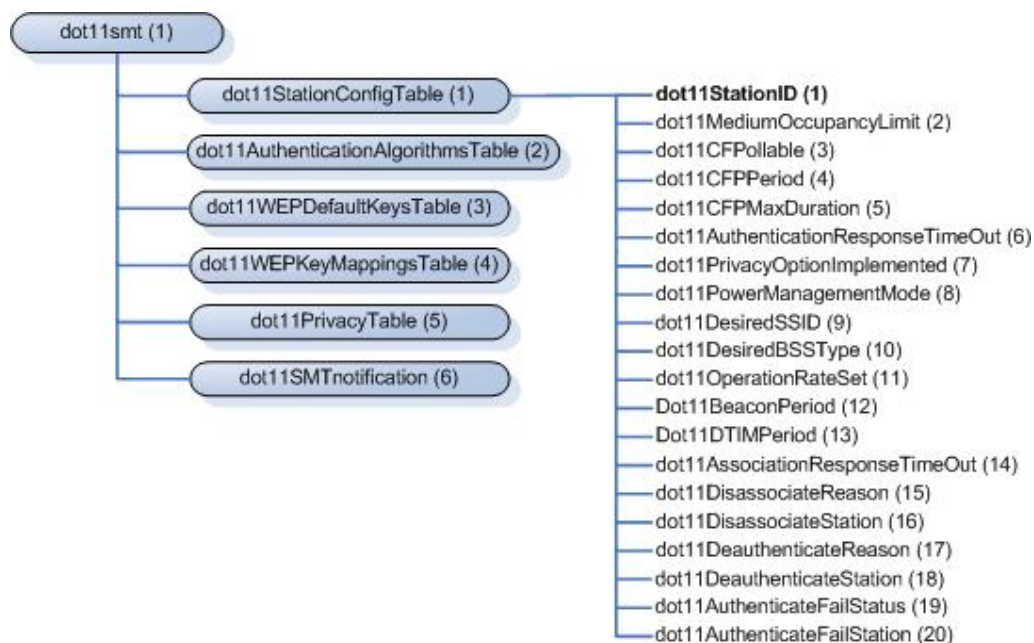 dot11smt (1)
dot11StationConfigTable (1)
dot11AuthenticationAlgorithmsTable (2)
dot11WEPDefaultKeysTable (3)
dot11WEPKeyMappingsTable (4)
dot11PrivacyTable (5)
dot11SMTnotification (6)
dot11StationID (1)
dot11MediumOccupancyLimit (2)
dot11CFPollable (3)
dot11CFPPeriod (4)
dot11CFPMaxDuration (5)
dot11AuthenticationResponseTimeOut (6)
dot11PrivacyOptionImplemented (7)
dot11PowerManagementMode (8)
dot11DesiredSSID (9)
dot11DesiredBSSType (10)
dot11OperationRateSet (11)
Dot11BeaconPeriod (12)
Dot11DTIMPeriod (13)
dot11AssociationResponseTimeOut (14)
dot11DisassociateReason (15)
dot11DisassociateStation (16)
dot11DeauthenticateReason (17)
dot11DeauthenticateStation (18)
dot11AuthenticateFailStatus (19)
dot11AuthenticateFailStation (20)